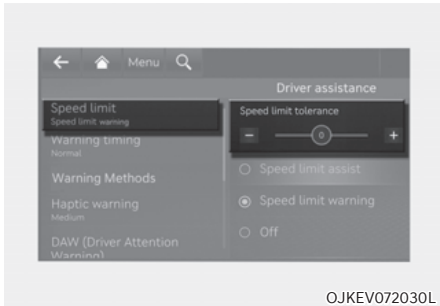 Menu
Driver assistance
Speed limit
Speed limit warning
Warning timing
Normal
Warning Methods
Haptic warning
Medium
DAW (Driver Attention
Warning)
Speed limit tolerance
− 0 +
Speed limit assist
Speed limit warning
Off
OJKEV072030L